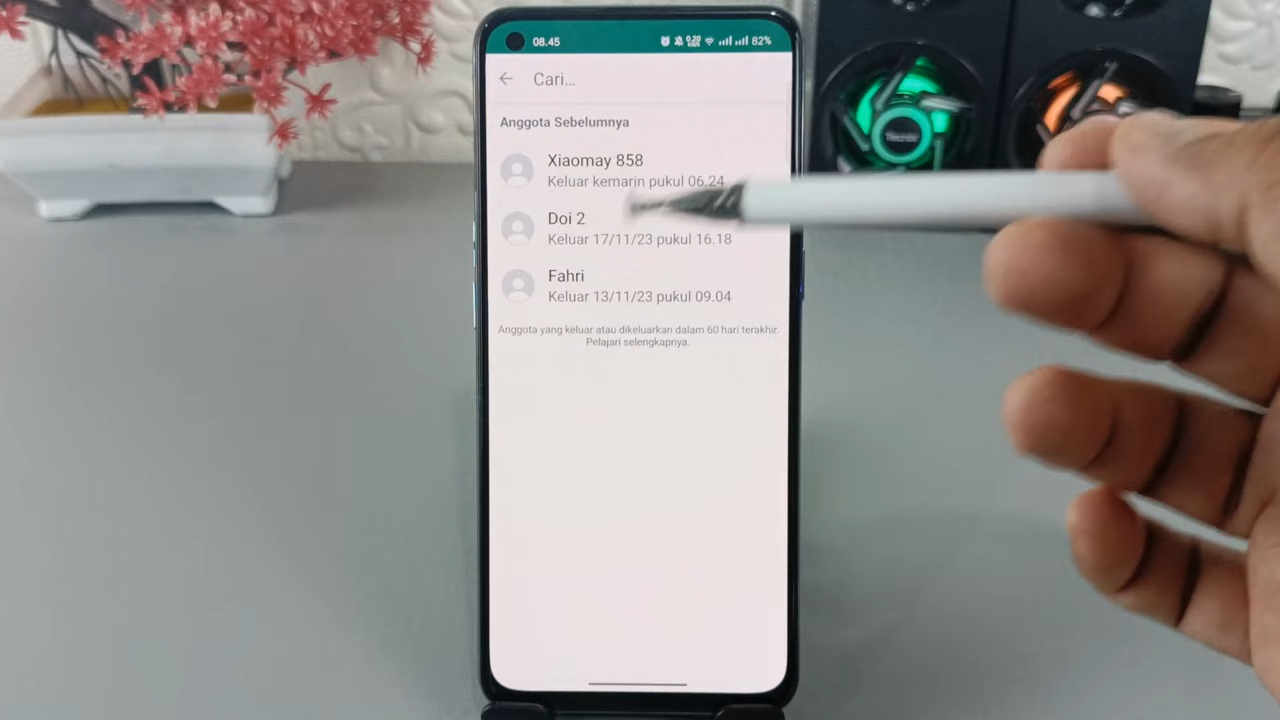 08.45
0.20
82%
Cari...
Anggota Sebelumnya
Xiaomay 858
Keluar kemarin pukul 06.24
Doi 2
Keluar 17/11/23 pukul 16.18
Fahri
Keluar 13/11/23 pukul 09.04
Anggota yang keluar atau dikeluarkan dalam 60 hari terakhir.
Pelajari selengkapnya.